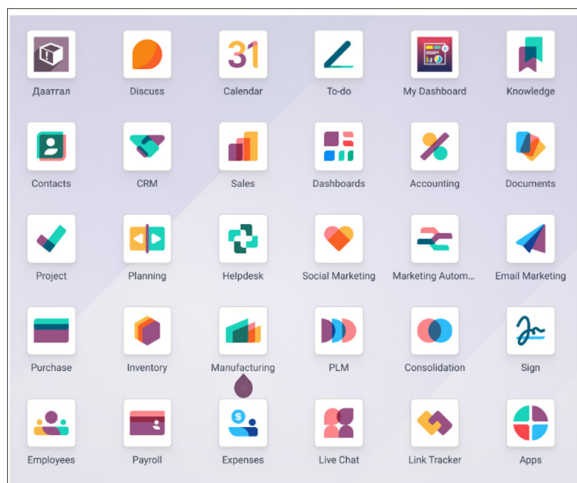 Даатгал Discuss Calendar To-do My Dashboard Knowledge
Contacts CRM Sales Dashboards Accounting Documents
Project Planning Helpdesk Social Marketing Marketing Autom... Email Marketing
Purchase Inventory Manufacturing PLM Consolidation Sign
Employees Payroll Expenses Live Chat Link Tracker Apps